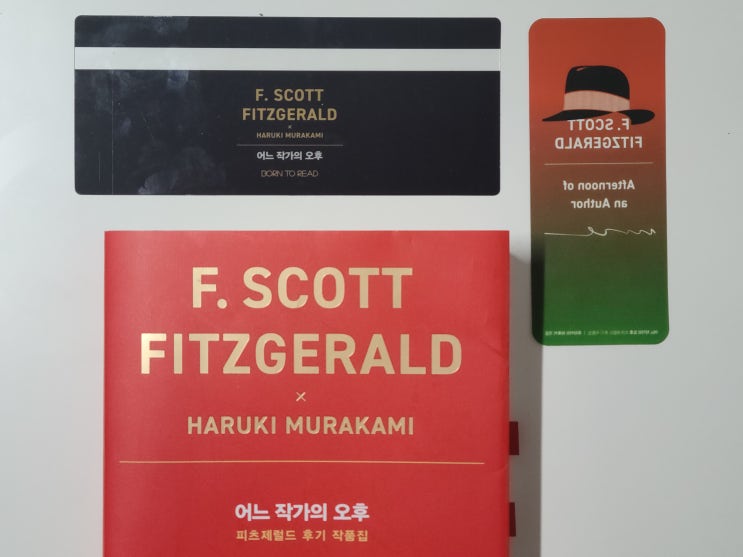 F. SCOTT
FITZGERALD
×
HARUKI MURAKAMI
어느 작가의 오후
BORN TO READ
F. SCOTT
FITZGERALD
Afternoon of
an Author
F. SCOTT
FITZGERALD
×
HARUKI MURAKAMI
어느 작가의 오후
피츠제럴드 후기 작품집